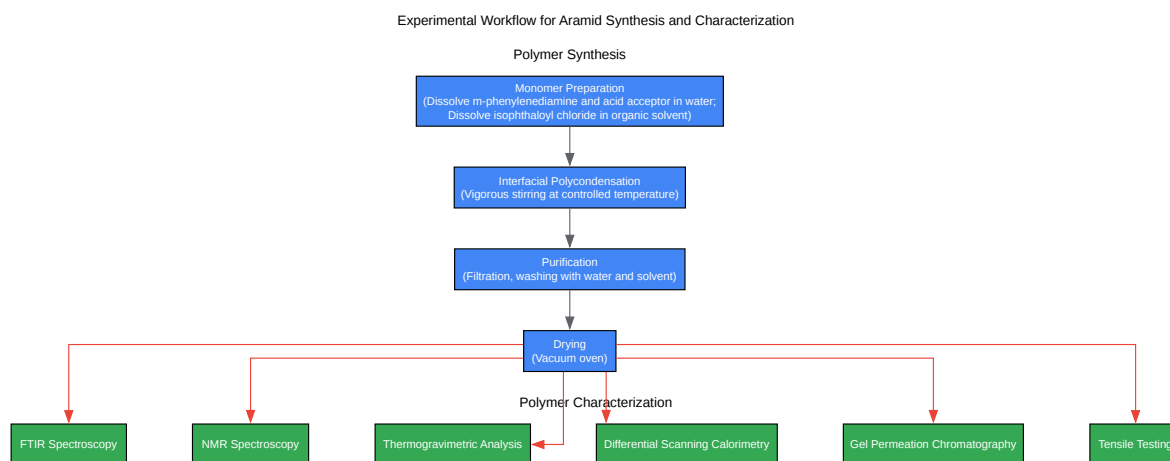 Experimental Workflow for Aramid Synthesis and Characterization
Polymer Synthesis
Monomer Preparation
(Dissolve m-phenylenediamine and acid acceptor in water;
Dissolve isophthaloyl chloride in organic solvent)
Interfacial Polycondensation
(Vigorous stirring at controlled temperature)
Purification
(Filtration, washing with water and solvent)
Drying
(Vacuum oven)
Polymer Characterization
FTIR Spectroscopy
NMR Spectroscopy
Thermogravimetric Analysis
Differential Scanning Calorimetry
Gel Permeation Chromatography
Tensile Testing